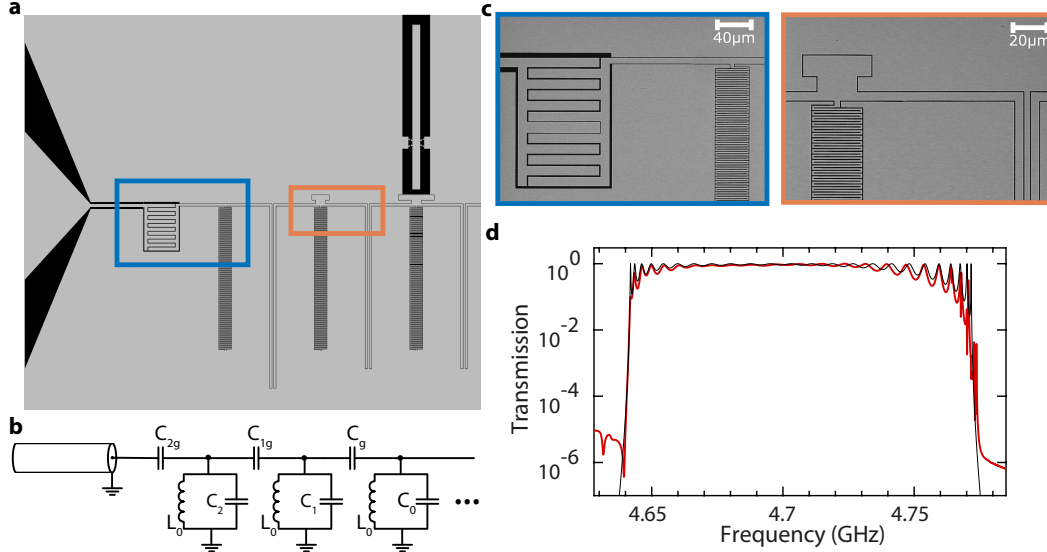 a
c
40μm
20μm
b
C2g
C1g
Cg
L0
C2
L0
C1
L0
C0
d
Transmission
10^0
10^-2
10^-4
10^-6
4.65
4.7
4.75
Frequency (GHz)